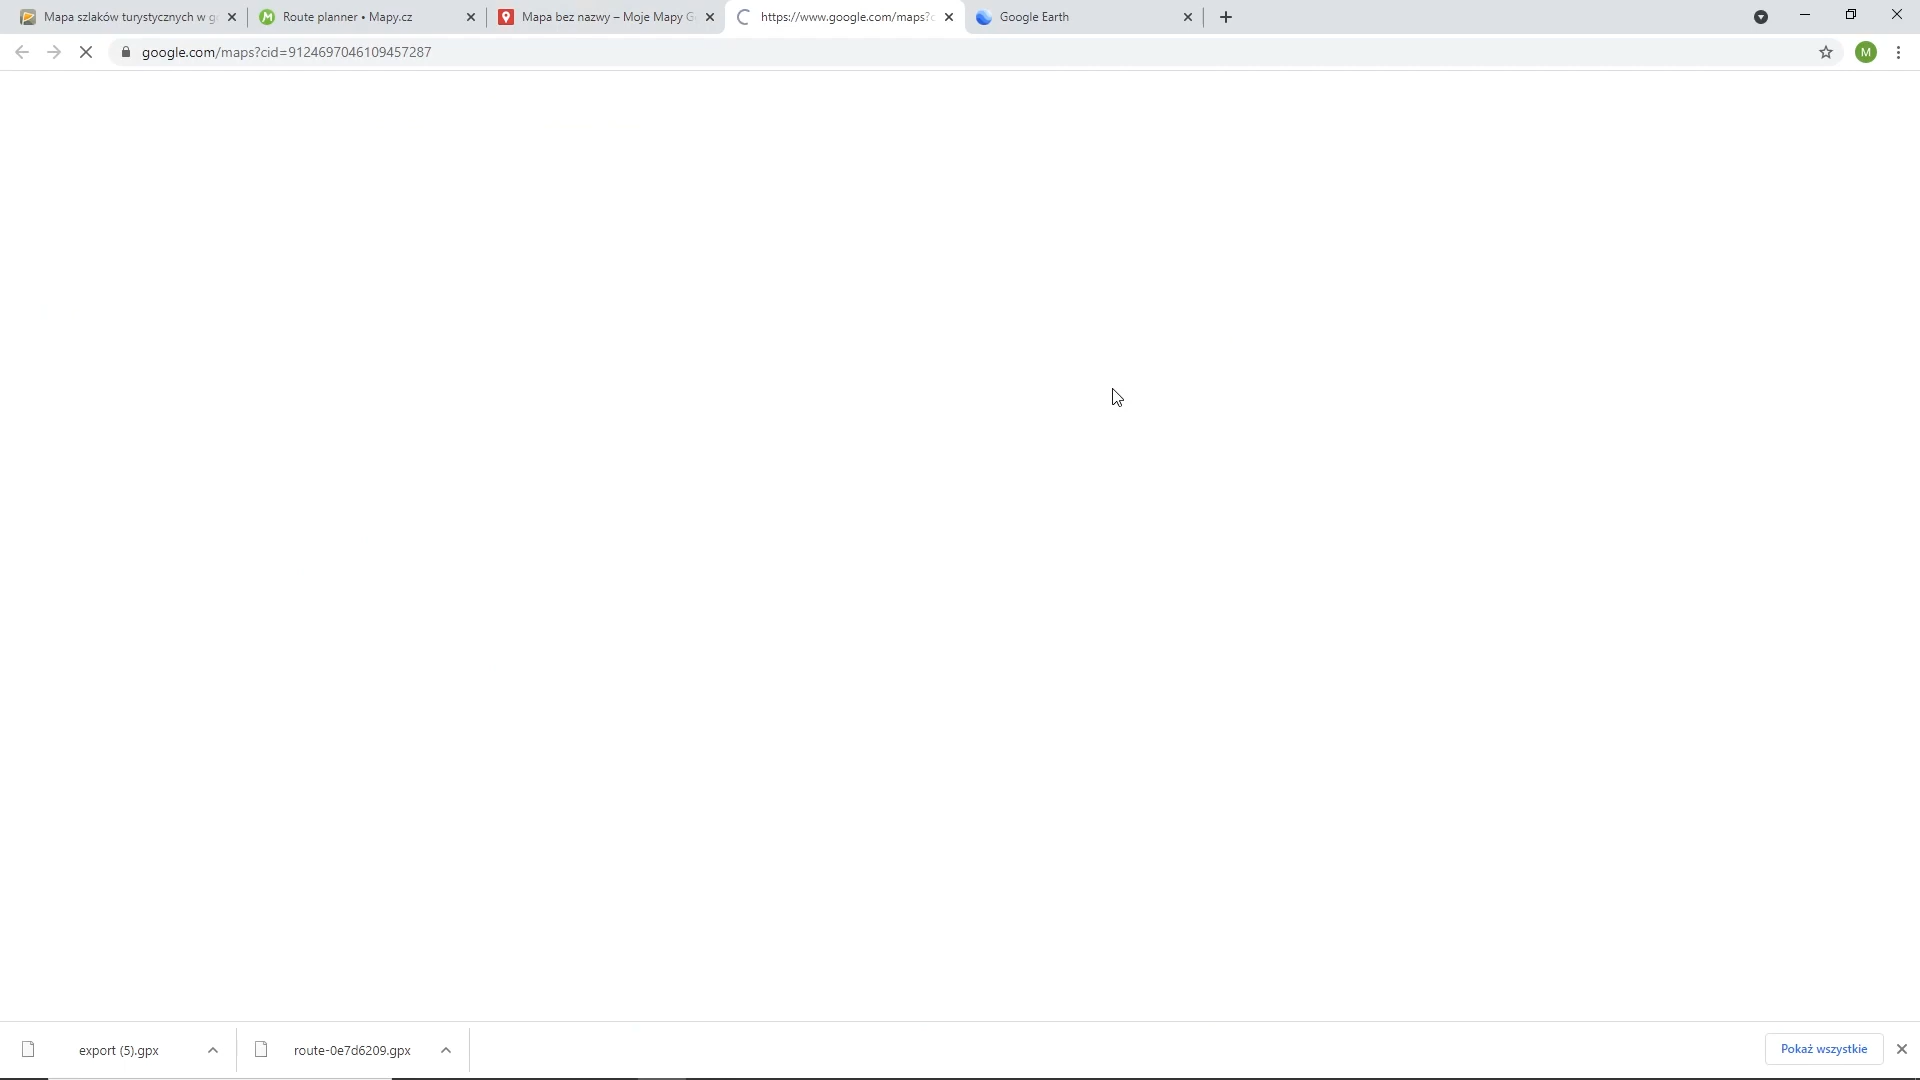 Mapa szlaków turystycznych w g
Route planner • Mapy.cz
Mapa bez nazwy – Moje Mapy G
https://www.google.com/maps?c
Google Earth
google.com/maps?cid=9124697046109457287
M
export (5).gpx
route-0e7d6209.gpx
Pokaż wszystkie